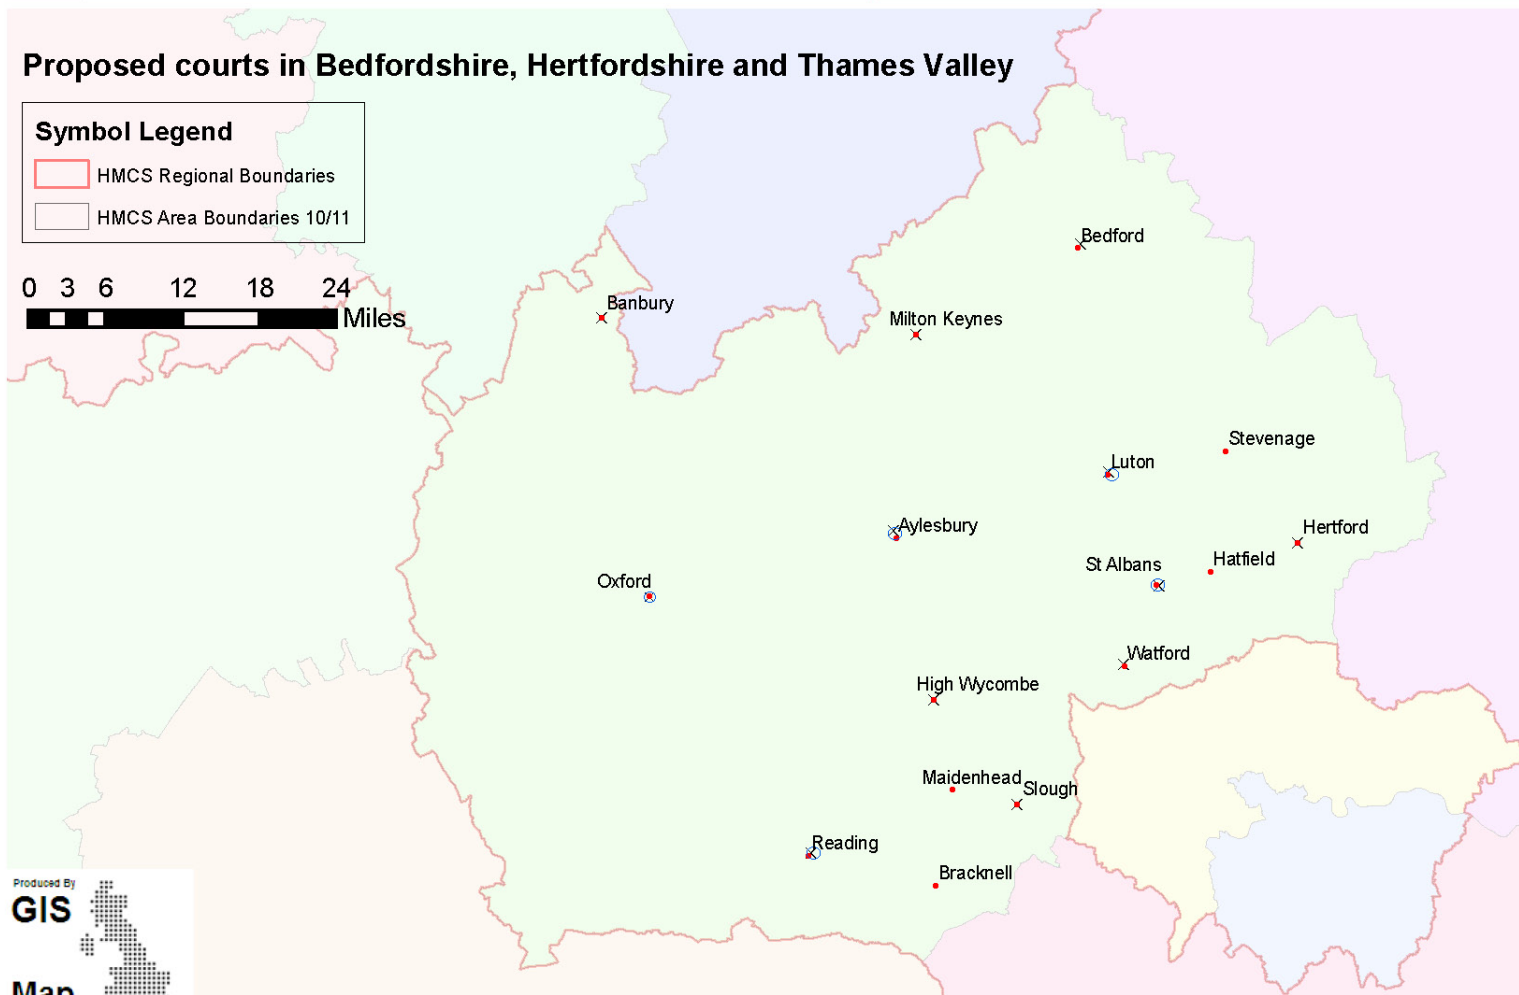 Proposed courts in Bedfordshire, Hertfordshire and Thames Valley
Symbol Legend
HMCS Regional Boundaries
HMCS Area Boundaries 10/11
0 3 6 12 18 24
Miles
Bedford
Banbury
Milton Keynes
Stevenage
Luton
Aylesbury
Hertford
Hatfield
St Albans
Oxford
Watford
High Wycombe
Maidenhead
Slough
Reading
Bracknell
Produced By
GIS
Map